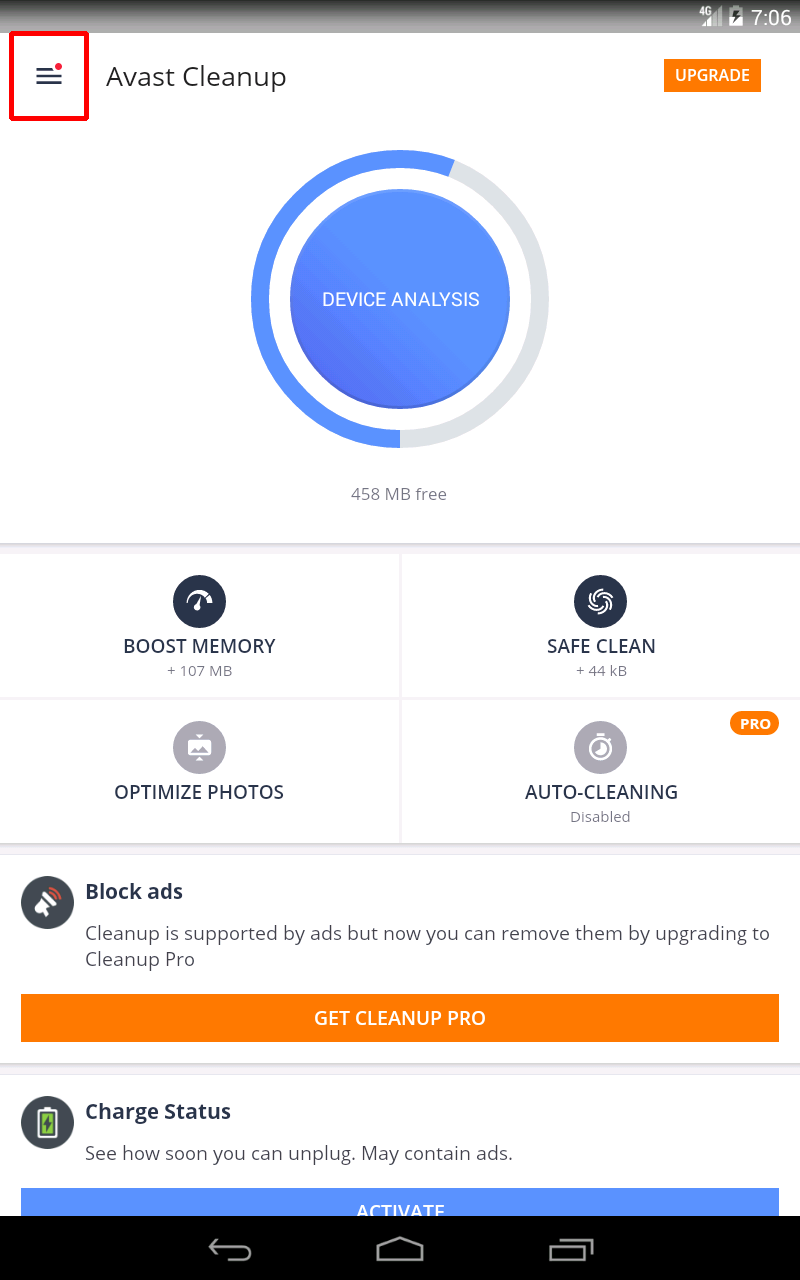 4G 7:06
Avast Cleanup
UPGRADE
DEVICE ANALYSIS
458 MB free
BOOST MEMORY
+ 107 MB
SAFE CLEAN
+ 44 kB
OPTIMIZE PHOTOS
PRO
AUTO-CLEANING
Disabled
Block ads
Cleanup is supported by ads but now you can remove them by upgrading to
Cleanup Pro
GET CLEANUP PRO
Charge Status
See how soon you can unplug. May contain ads.
ACTIVATE